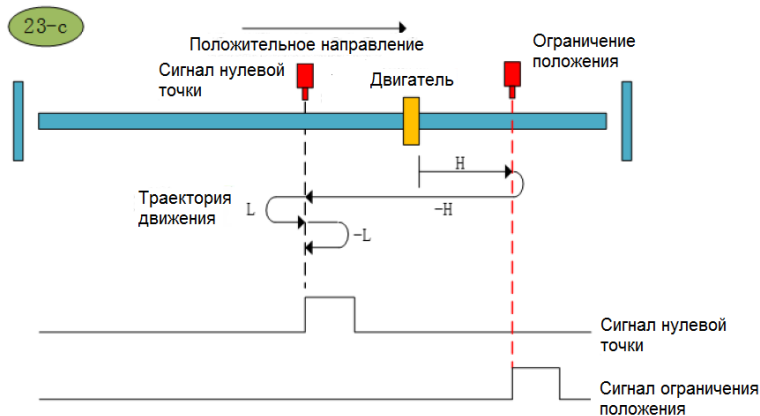 23-c
Положительное направление
Сигнал нулевой
точки
Двигатель
Ограничение
положения
H
Траектория
движения
L
-H
-L
Сигнал нулевой
точки
Сигнал ограничения
положения